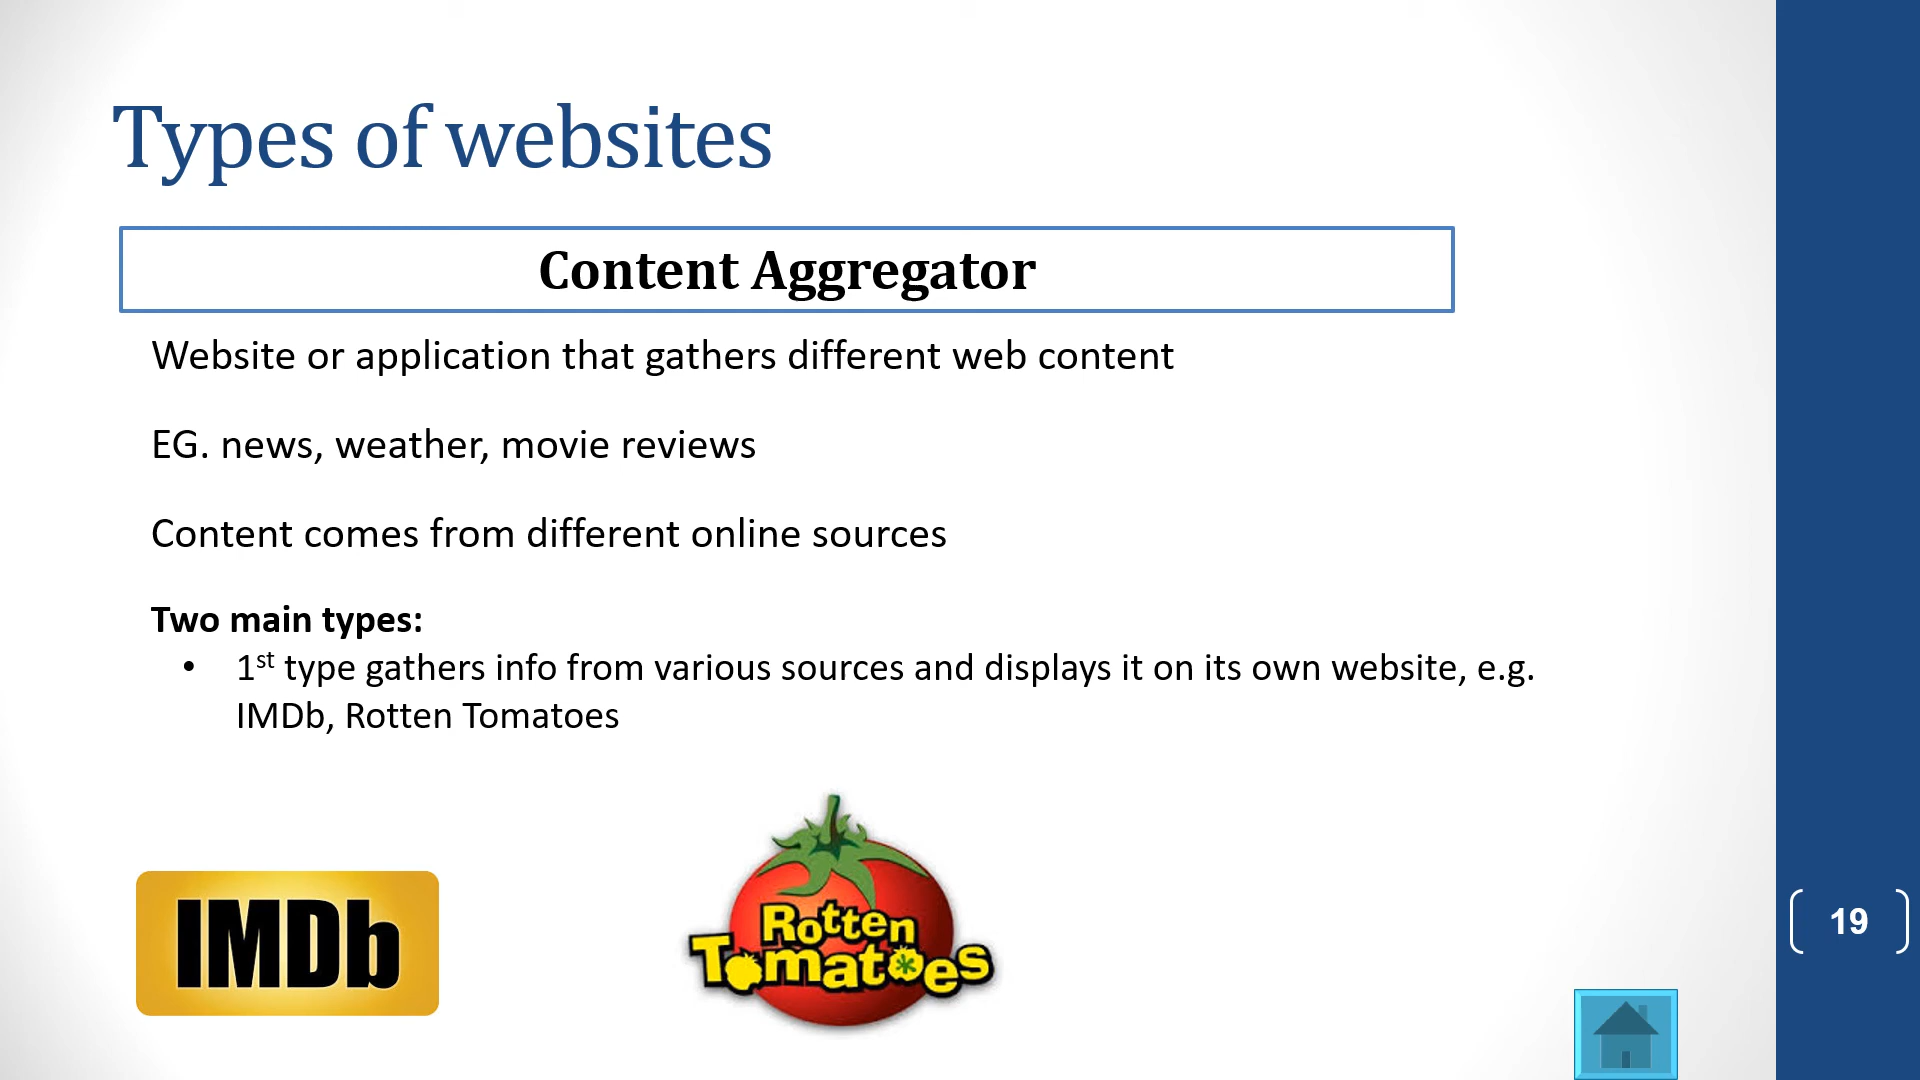 Types of websites
Content Aggregator
Website or application that gathers different web content
EG. news, weather, movie reviews
Content comes from different online sources
Two main types:
• 1st type gathers info from various sources and displays it on its own website, e.g.
IMDb, Rotten Tomatoes
IMDb
Rotten
Tomatoes
19